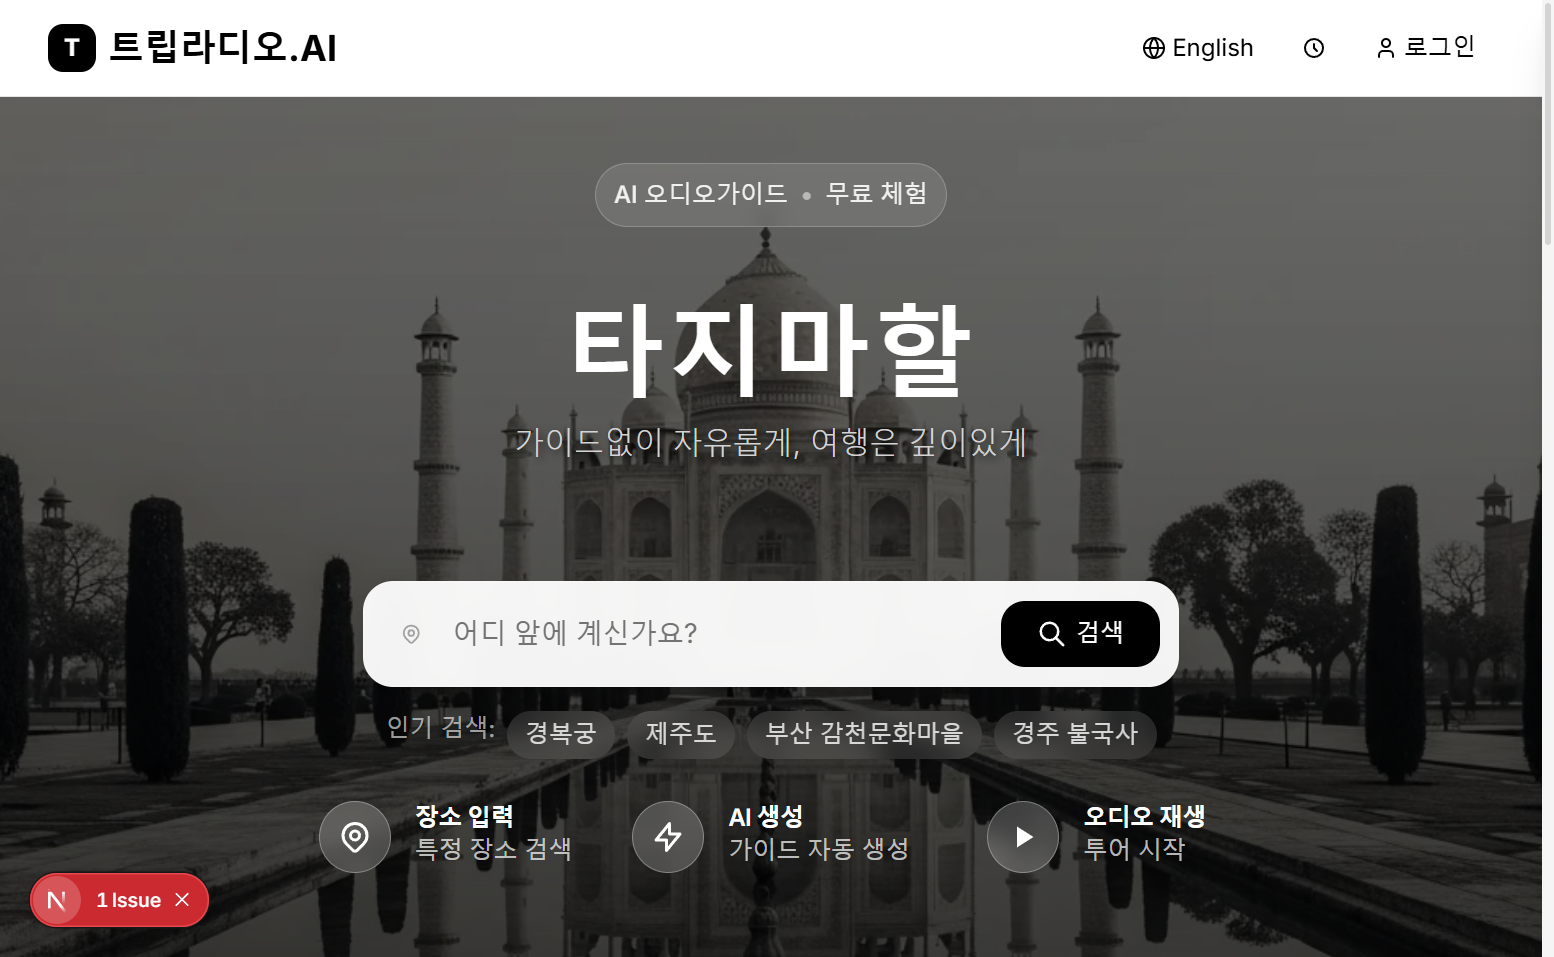 T 트립라디오.AI
English
로그인
AI 오디오가이드 • 무료 체험
타지마할
가이드없이 자유롭게, 여행은 깊이있게
어디 앞에 계신가요?
검색
인기 검색: 경복궁 제주도 부산 감천문화마을 경주 불국사
장소 입력
특정 장소 검색
AI 생성
가이드 자동 생성
오디오 재생
투어 시작
N 1 Issue